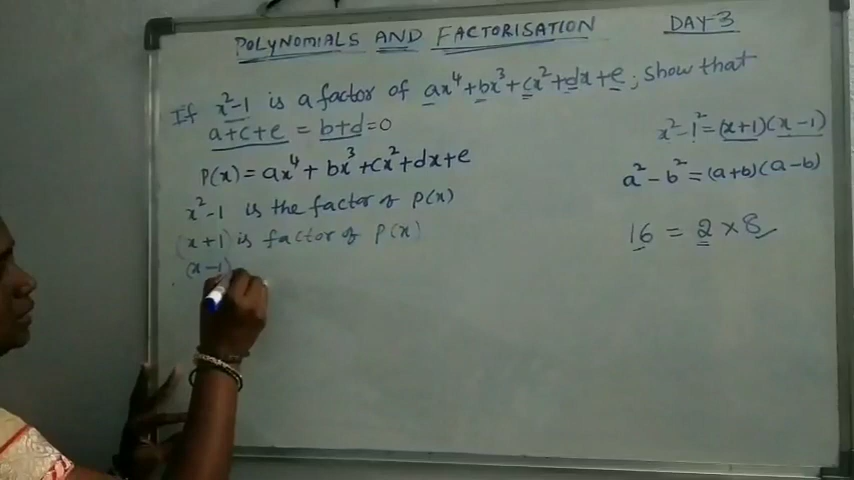 POLYNOMIALS AND FACTORISATION DAY-3
If x²-1 is a factor of ax⁴+bx³+cx²+dx+e; show that
a+c+e = b+d=0
P(x)=ax⁴+bx³+cx²+dx+e
x²-1 is the factor of P(x)
(x+1) is factor of P(x)
(x-1)
x²-1²=(x+1)(x-1)
a²-b²=(a+b)(a-b)
16 = 2×8